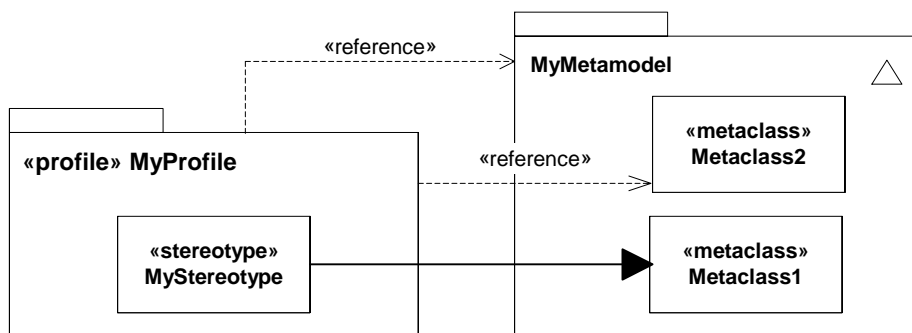 «reference»
MyMetamodel
«profile» MyProfile
«reference»
«metaclass»
Metaclass2
«stereotype»
MyStereotype
«metaclass»
Metaclass1